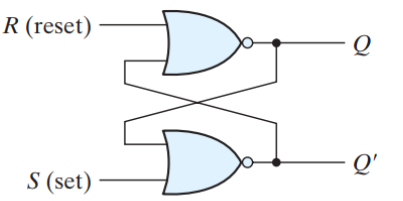 R (reset)
Q
S (set)
Q'